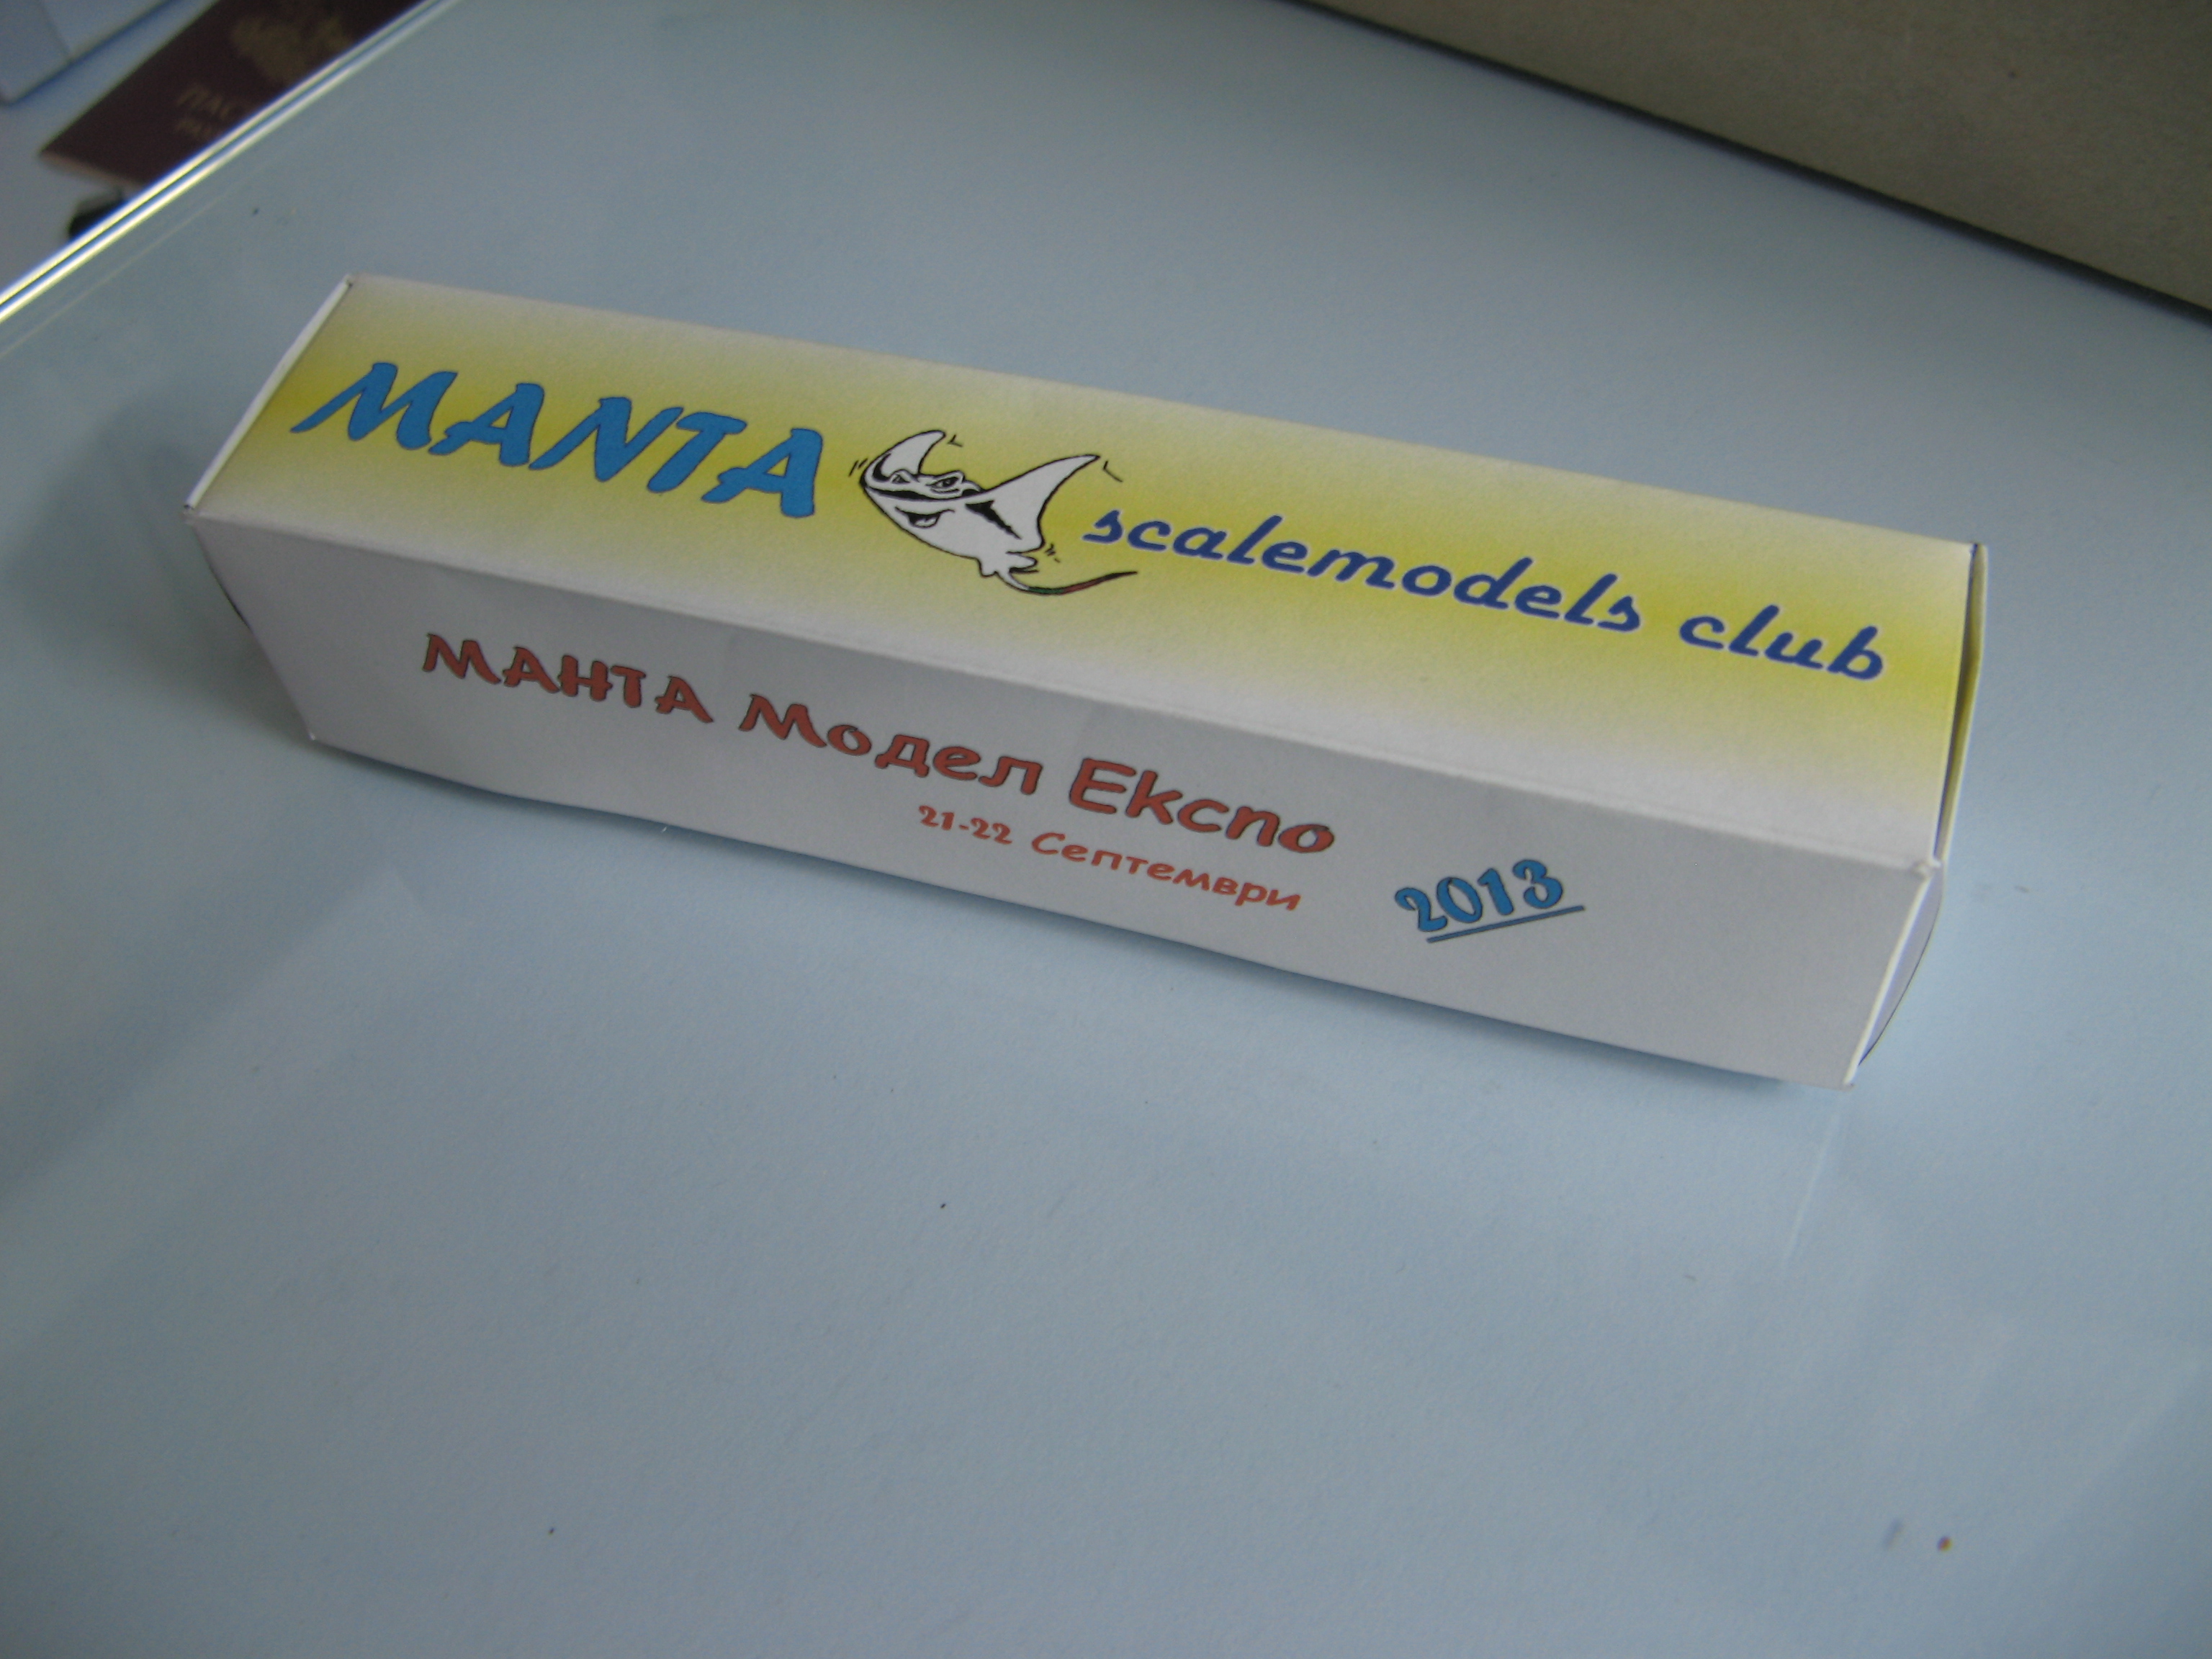 MANTA scalemodels club
МАНТА Модел Експо
21-22 Септември
2013